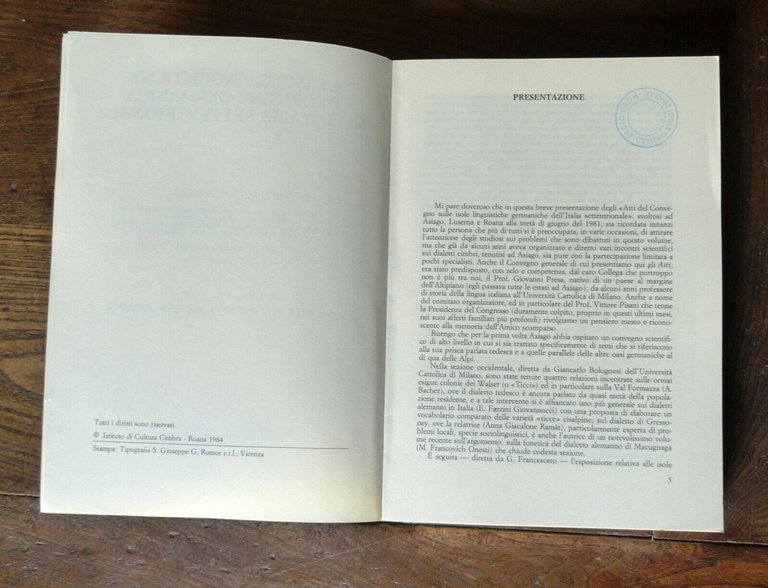 Tutti i diritti sono riservati.
© Istituto di Cultura Cimbra - Roana 1984
Stampa: Tipografia S. Giuseppe G. Rumor s.r.l., Vicenza
PRESENTAZIONE
Mi pare doveroso che in questa breve presentazione degli «Atti del Conve-
gno sulle isole linguistiche germaniche dell'Italia settentrionale», svoltosi ad
Asiago, Luserna e Roana alla metà di giugno del 1981, sia ricordata innanzi
tutto la persona che più di tutti si è preoccupata, in varie occasioni, di attirare
l'attenzione degli studiosi sui problemi che sono dibattuti in questo volume,
ma che già da alcuni anni aveva organizzato e diretto vari incontri scientifici
sui dialetti cimbri, tenutisi ad Asiago, sia pure con la partecipazione limitata a
pochi specialisti. Anche il Convegno generale di cui presentiamo qui gli Atti,
era stato predisposto, con zelo e competenza, dal caro Collega che purtroppo
non è più tra noi, il Prof. Giovanni Presa, nativo di un paese al margine
dell'Altipiano (egli passava tutte le estati ad Asiago), da alcuni anni professore
di storia della lingua italiana all'Università Cattolica di Milano. Anche a nome
del comitato organizzatore, ed in particolare del Prof. Vittore Pisani che tenne
la Presidenza del Congresso (duramente colpito, proprio in questi ultimi mesi,
nei suoi affetti familiari più profondi) rivolgiamo un pensiero mesto e ricono-
scente alla memoria dell'Amico scomparso.
Ritengo che per la prima volta Asiago abbia ospitato un convegno scientifi-
co di alto livello in cui si sia trattato specificamente di temi che si riferiscono
alla sua prisca parlata tedesca e a quelle parallele delle altre oasi germaniche al
di qua delle Alpi.
Nella sezione occidentale, diretta da Giancarlo Bolognesi dell'Università
Cattolica di Milano, sono state tenute quattro relazioni incentrate sulle ormai
esigue colonie dei Walser (o «Ticci») ed in particolare sulla Val Formazza (A.
Bacher), ove il dialetto tedesco è ancora parlato da quasi metà della popola-
zione residente, e a tale intervento si è affiancato uno più generale sui dialetti
alemanni in Italia (E. Fazzini Giovannucci) con una proposta di elaborare un
vocabolario comparato delle varietà «ticce» cisalpine; sul dialetto di Gresso-
ney, ove la relatrice (Anna Giacalone Ramat), particolarmente esperta di pro-
blemi locali, specie sociolinguistici, è anche l'autrice di un notevolissimo volu-
me recente sull'argomento; sulla fonetica del dialetto alemanno di Macugnaga
(M. Francovich Onesti) che chiude codesta sezione.
È seguita — diretta da G. Francescato — l'esposizione relativa alle isole
5